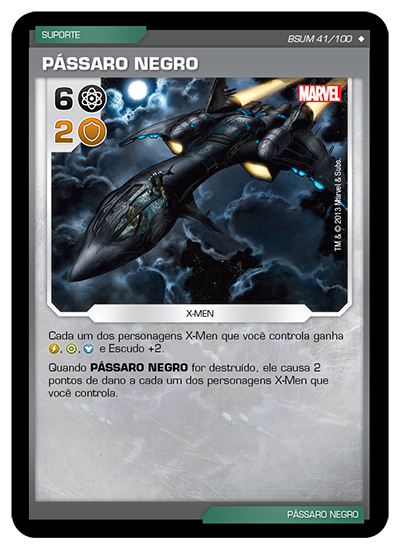 SUPORTE
BSUM 41/100
PÁSSARO NEGRO
6
2
MARVEL
TM & © 2013 Marvel & Subs.
X-MEN
Cada um dos personagens X-Men que você controla ganha
, , e Escudo +2.
Quando PÁSSARO NEGRO for destruído, ele causa 2
pontos de dano a cada um dos personagens X-Men que
você controla.
PÁSSARO NEGRO